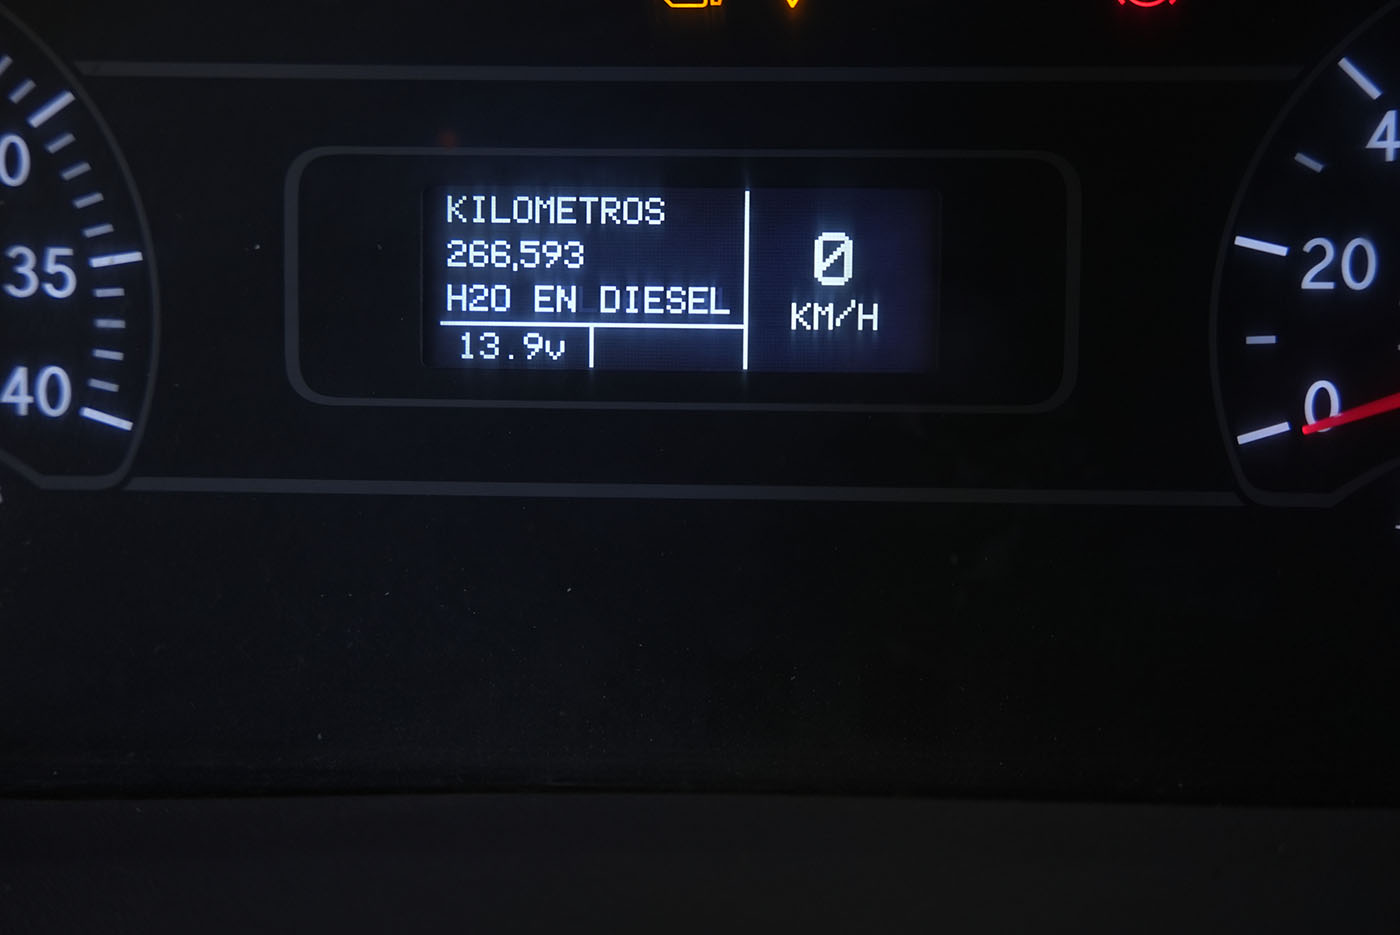 KILOMETROS
266,593
H2O EN DIESEL
13.9v
0
KM/H
35
40
20
0